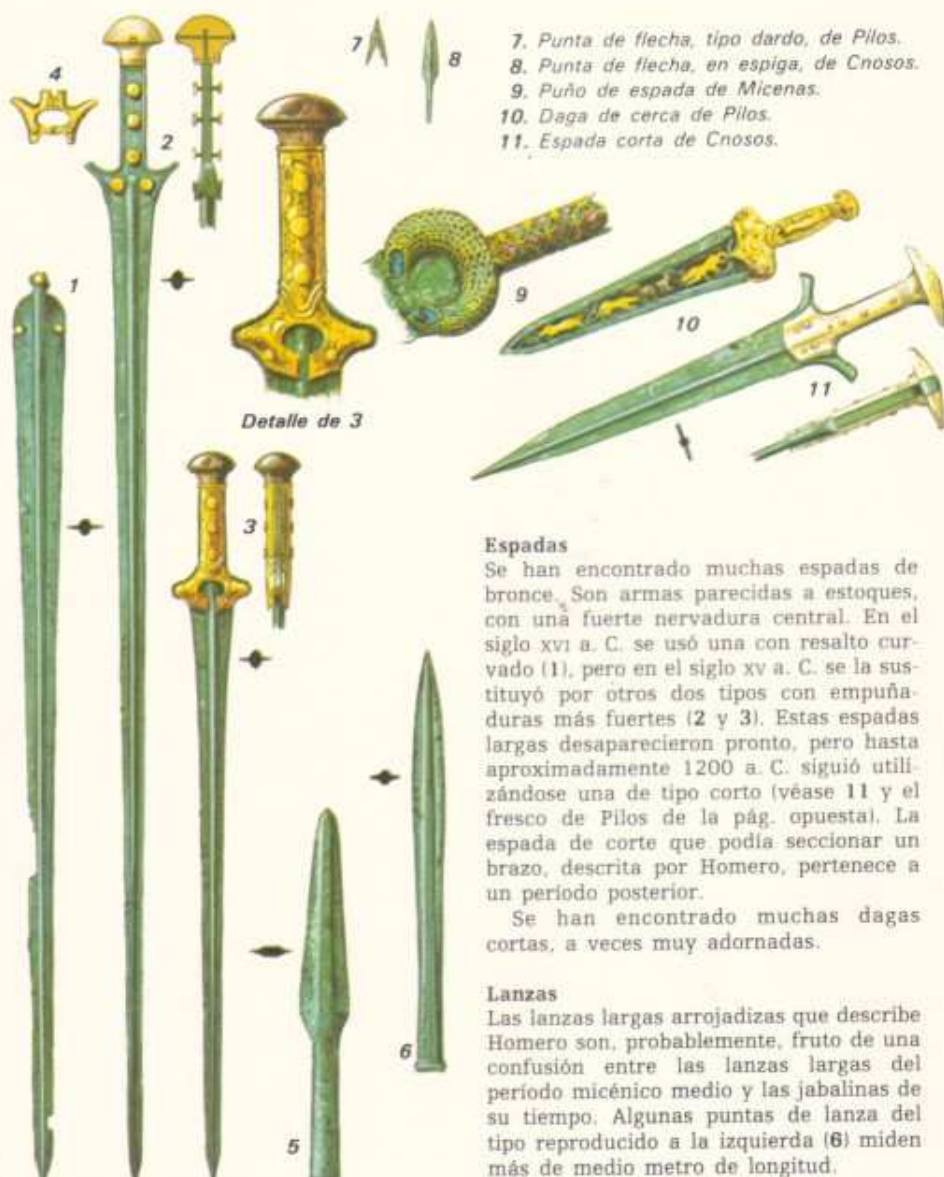 7. Punta de flecha, tipo dardo, de Pilos.
8. Punta de flecha, en espiga, de Cnosos.
9. Puño de espada de Micenas.
10. Daga de cerca de Pilos.
11. Espada corta de Cnosos.
4
7
8
2
1
9
10
11
Detalle de 3
3
6
5
Espadas
Se han encontrado muchas espadas de
bronce. Son armas parecidas a estoques,
con una fuerte nervadura central. En el
siglo XVI a. C. se usó una con resalto cur-
vado (1), pero en el siglo XV a. C. se la sus-
tituyó por otros dos tipos con empuña-
duras más fuertes (2 y 3). Estas espadas
largas desaparecieron pronto, pero hasta
aproximadamente 1200 a. C. siguió utili-
zándose una de tipo corto (véase 11 y el
fresco de Pilos de la pág. opuesta). La
espada de corte que podía seccionar un
brazo, descrita por Homero, pertenece a
un período posterior.
Se han encontrado muchas dagas
cortas, a veces muy adornadas.
Lanzas
Las lanzas largas arrojadizas que describe
Homero son, probablemente, fruto de una
confusión entre las lanzas largas del
período micénico medio y las jabalinas de
su tiempo. Algunas puntas de lanza del
tipo reproducido a la izquierda (6) miden
más de medio metro de longitud.